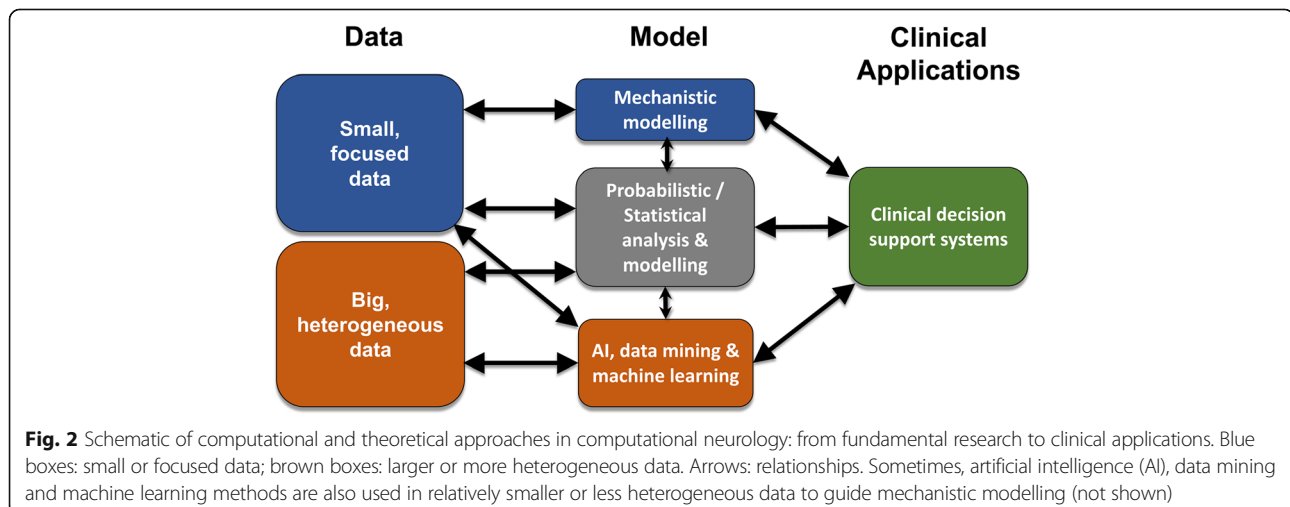 Data
Model
Clinical
Applications
Small,
focused
data
Big,
heterogeneous
data
Mechanistic
modelling
Probabilistic /
Statistical
analysis &
modelling
AI, data mining &
machine learning
Clinical decision
support systems
Fig. 2 Schematic of computational and theoretical approaches in computational neurology: from fundamental research to clinical applications. Blue
boxes: small or focused data; brown boxes: larger or more heterogeneous data. Arrows: relationships. Sometimes, artificial intelligence (AI), data mining
and machine learning methods are also used in relatively smaller or less heterogeneous data to guide mechanistic modelling (not shown)